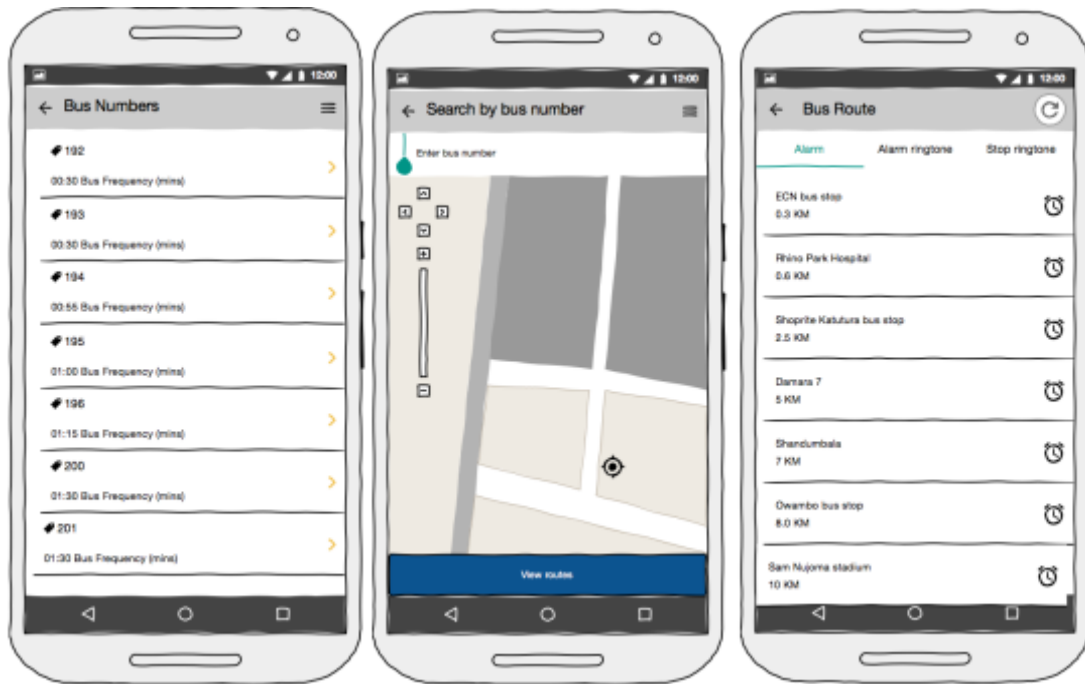 12:00
Bus Numbers
192
00:30 Bus Frequency (mins)
193
00:30 Bus Frequency (mins)
194
00:55 Bus Frequency (mins)
195
01:00 Bus Frequency (mins)
196
01:15 Bus Frequency (mins)
200
01:30 Bus Frequency (mins)
201
01:30 Bus Frequency (mins)
12:00
Search by bus number
Enter bus number
View routes
12:00
Bus Route
Alarm Alarm ringtone Stop ringtone
ECN bus stop
0.3 KM
Rhino Park Hospital
0.6 KM
Shoprite Katutura bus stop
2.5 KM
Damara 7
5 KM
Shandumbala
7 KM
Owambo bus stop
8.0 KM
Sam Nujoma stadium
10 KM